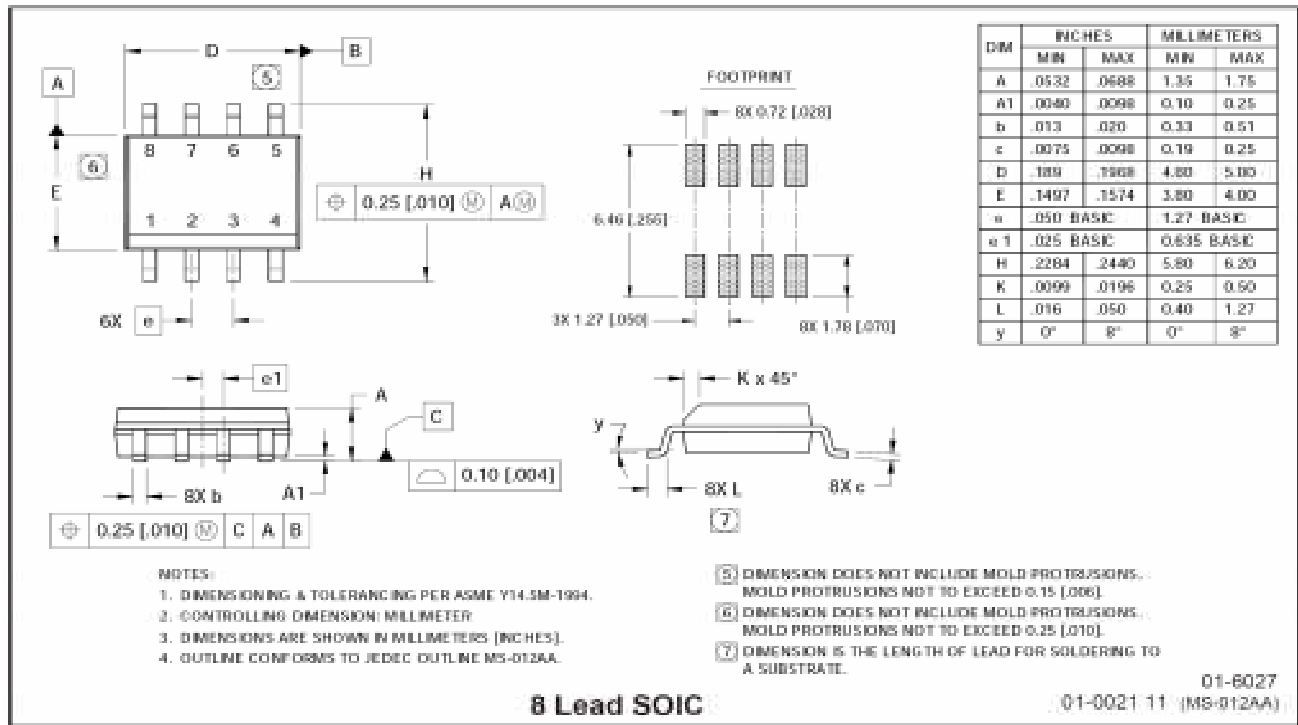 D
B
5
A
8 7 6 5
6
E
H
0.25 [.010] M A M
1 2 3 4
6X e
FOOTPRINT
8X 0.72 [.028]
6.46 [.255]
3X 1.27 [.050]
8X 1.78 [.070]
DIM INCHES MILLIMETERS
MIN MAX MIN MAX
A .0532 .0688 1.35 1.75
A1 .0040 .0098 0.10 0.25
b .013 .020 0.33 0.51
c .0075 .0098 0.19 0.25
D .189 .1968 4.80 5.00
E .1497 .1574 3.80 4.00
e .050 BASIC 1.27 BASIC
e 1 .025 BASIC 0.635 BASIC
H .2284 .2440 5.80 6.20
K .0099 .0196 0.25 0.50
L .016 .050 0.40 1.27
y 0° 8° 0° 8°
e1
A
C
0.10 [.004]
8X b
A1
0.25 [.010] M C A B
K x 45°
y
8X L
7
8X c
NOTES:
1. DIMENSIONING & TOLERANCING PER ASME Y14.5M-1994.
2. CONTROLLING DIMENSION: MILLIMETER
3. DIMENSIONS ARE SHOWN IN MILLIMETERS [INCHES].
4. OUTLINE CONFORMS TO JEDEC OUTLINE MS-012AA.
5 DIMENSION DOES NOT INCLUDE MOLD PROTRUSIONS.
MOLD PROTRUSIONS NOT TO EXCEED 0.15 [.006].
6 DIMENSION DOES NOT INCLUDE MOLD PROTRUSIONS.
MOLD PROTRUSIONS NOT TO EXCEED 0.25 [.010].
7 DIMENSION IS THE LENGTH OF LEAD FOR SOLDERING TO
A SUBSTRATE.
8 Lead SOIC
01-6027
01-0021 11 (MS-012AA)